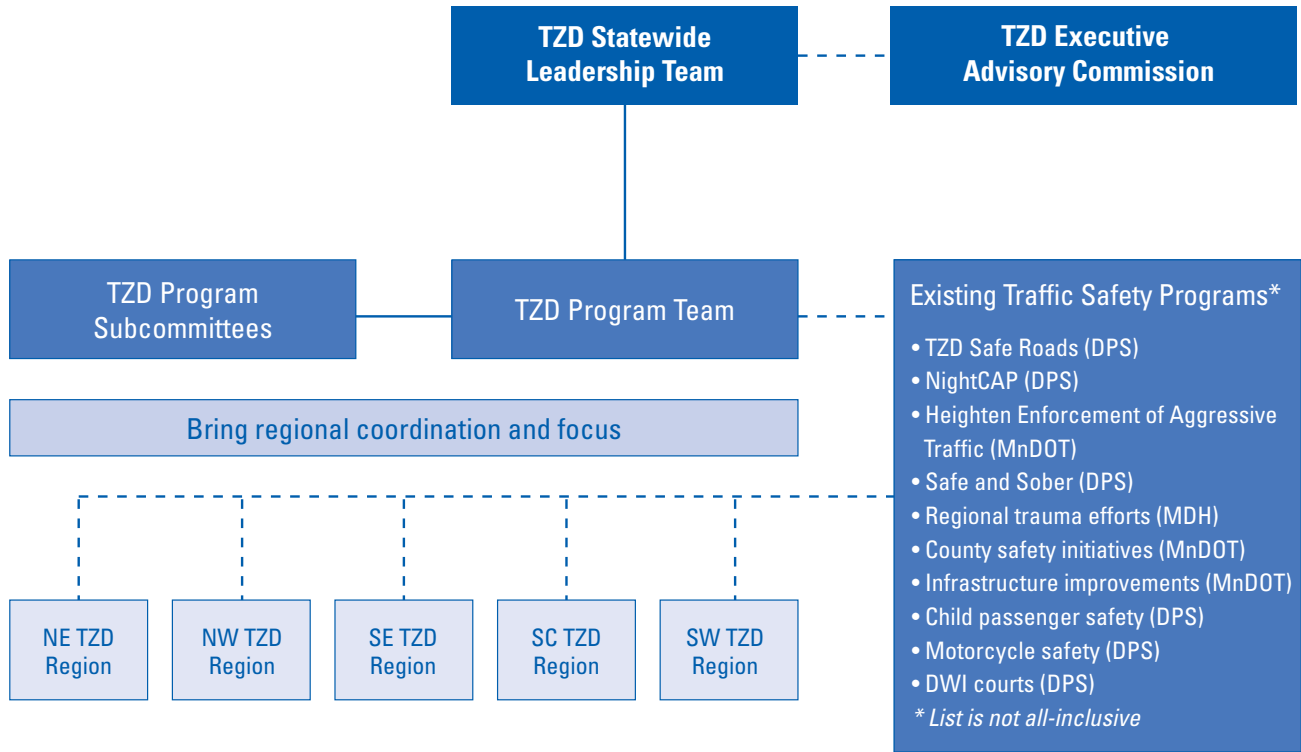 TZD Statewide
Leadership Team
TZD Executive
Advisory Commission
TZD Program
Subcommittees
TZD Program Team
Existing Traffic Safety Programs*
• TZD Safe Roads (DPS)
• NightCAP (DPS)
• Heighten Enforcement of Aggressive
Traffic (MnDOT)
• Safe and Sober (DPS)
• Regional trauma efforts (MDH)
• County safety initiatives (MnDOT)
• Infrastructure improvements (MnDOT)
• Child passenger safety (DPS)
• Motorcycle safety (DPS)
• DWI courts (DPS)
* List is not all-inclusive
Bring regional coordination and focus
NE TZD
Region
NW TZD
Region
SE TZD
Region
SC TZD
Region
SW TZD
Region